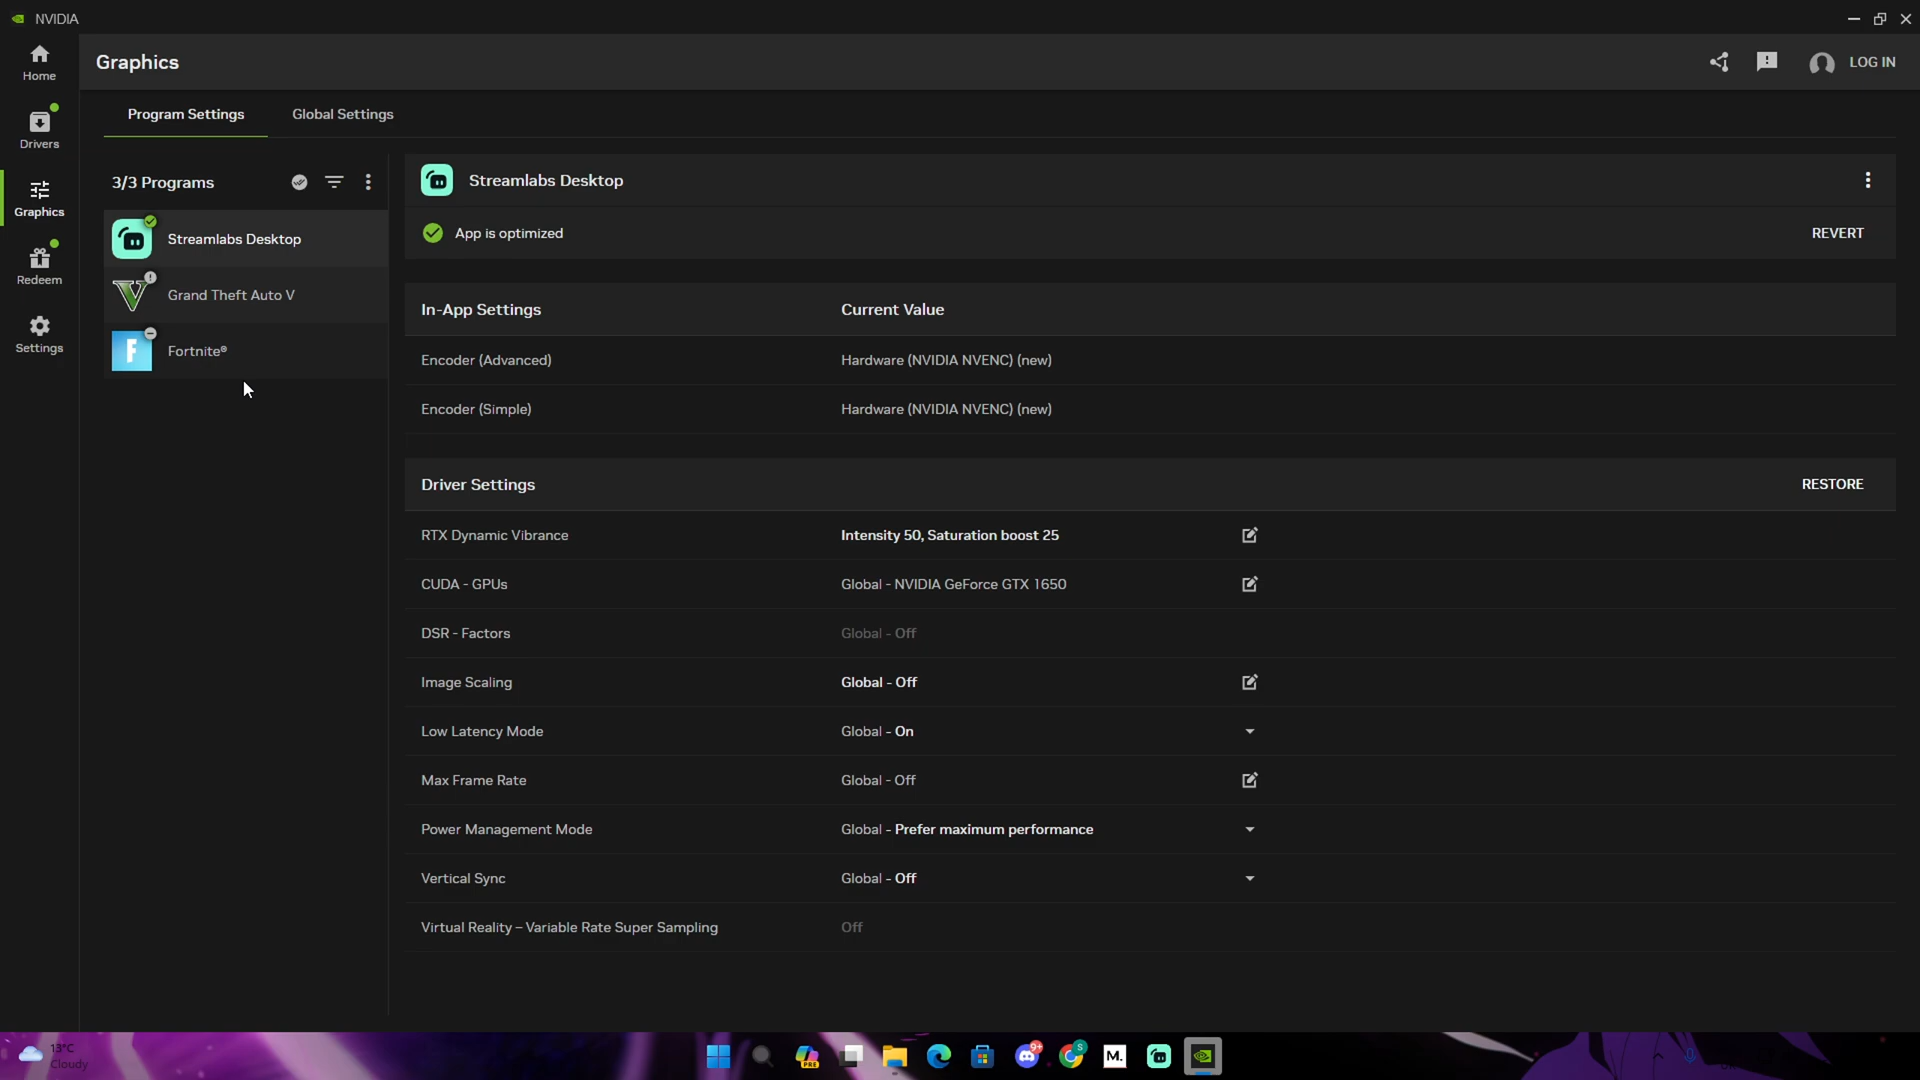 NVIDIA
Home
Graphics
LOG IN
Drivers
Program Settings
Global Settings
Graphics
3/3 Programs
Streamlabs Desktop
Streamlabs Desktop
App is optimized
REVERT
Grand Theft Auto V
Redeem
Fortnite®
Settings
In-App Settings
Current Value
Encoder (Advanced)
Hardware (NVIDIA NVENC) (new)
Encoder (Simple)
Hardware (NVIDIA NVENC) (new)
Driver Settings
RESTORE
RTX Dynamic Vibrance
Intensity 50, Saturation boost 25
CUDA - GPUs
Global - NVIDIA GeForce GTX 1650
DSR - Factors
Global - Off
Image Scaling
Global - Off
Low Latency Mode
Global - On
Max Frame Rate
Global - Off
Power Management Mode
Global - Prefer maximum performance
Vertical Sync
Global - Off
Virtual Reality – Variable Rate Super Sampling
Off
13°C
Cloudy
PRE
9+
S
M.